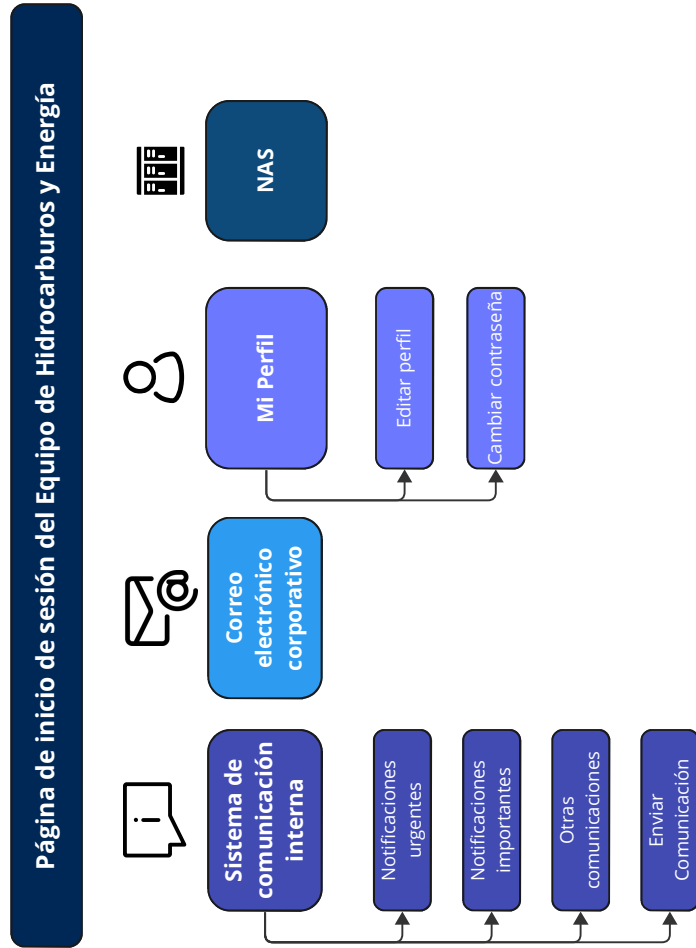 Página de inicio de sesión del Equipo de Hidrocarburos y Energía
Sistema de
comunicación
interna
Notificaciones
urgentes
Notificaciones
importantes
Otras
comunicaciones
Enviar
Comunicación
Correo
electrónico
corporativo
Mi Perfil
Editar perfil
Cambiar contraseña
NAS